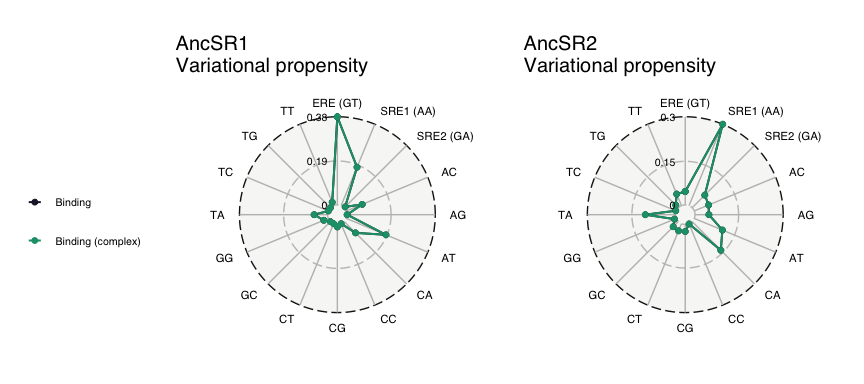 AncSR1
Variational propensity
AncSR2
Variational propensity
ERE (GT)
TT
SRE1 (AA)
0.38
TG
SRE2 (GA)
0.19
TC
AC
0
TA
AG
GG
AT
GC
CA
CT
CC
CG
ERE (GT)
TT
SRE1 (AA)
0.3
TG
SRE2 (GA)
0.15
TC
AC
0
TA
AG
GG
AT
GC
CA
CT
CC
CG
Binding
Binding (complex)